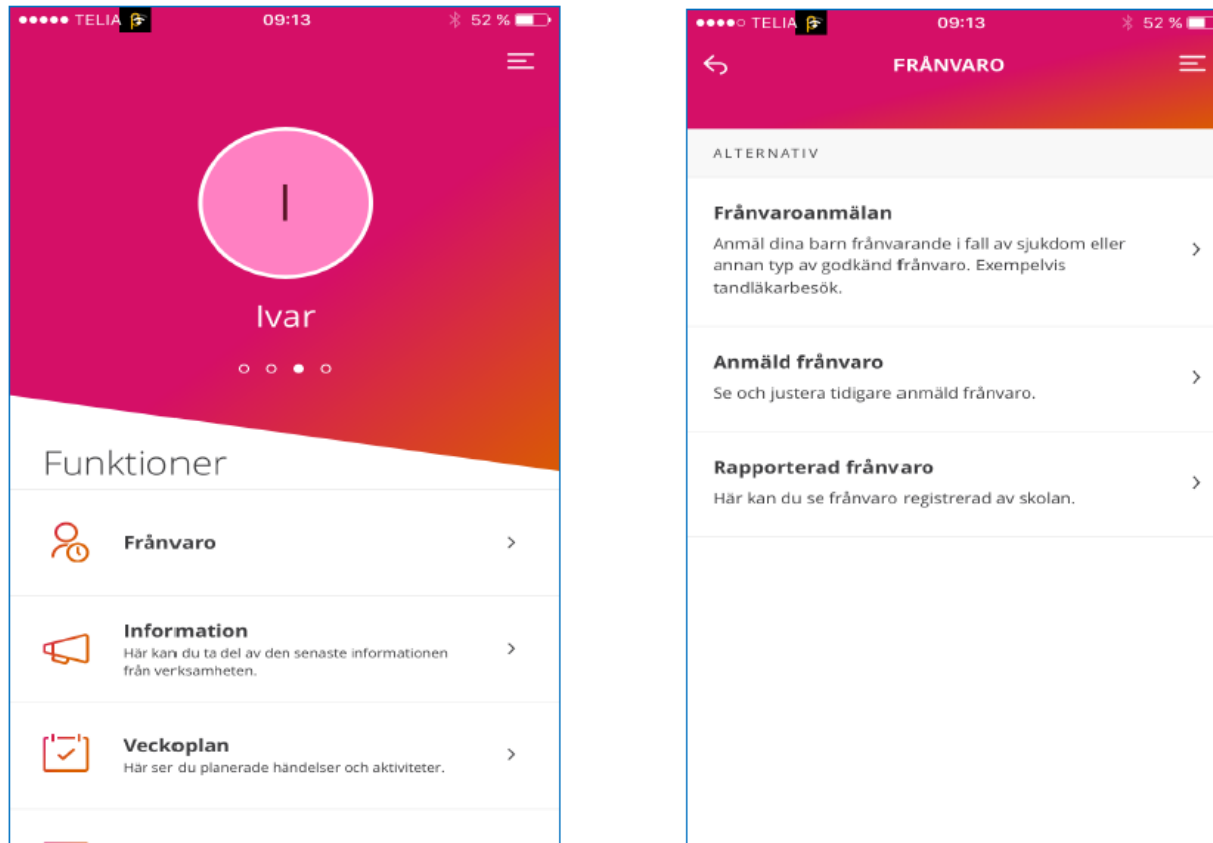 TELIA 09:13 52 %
I
Ivar
Funktioner
Frånvaro
Information
Här kan du ta del av den senaste informationen
från verksamheten.
Veckoplan
Här ser du planerade händelser och aktiviteter.
TELIA 09:13 52 %
FRÅNVARO
ALTERNATIV
Frånvaroanmälan
Anmäl dina barn frånvarande i fall av sjukdom eller
annan typ av godkänd frånvaro. Exempelvis
tandläkarbesök.
Anmäld frånvaro
Se och justera tidigare anmäld frånvaro.
Rapporterad frånvaro
Här kan du se frånvaro registrerad av skolan.